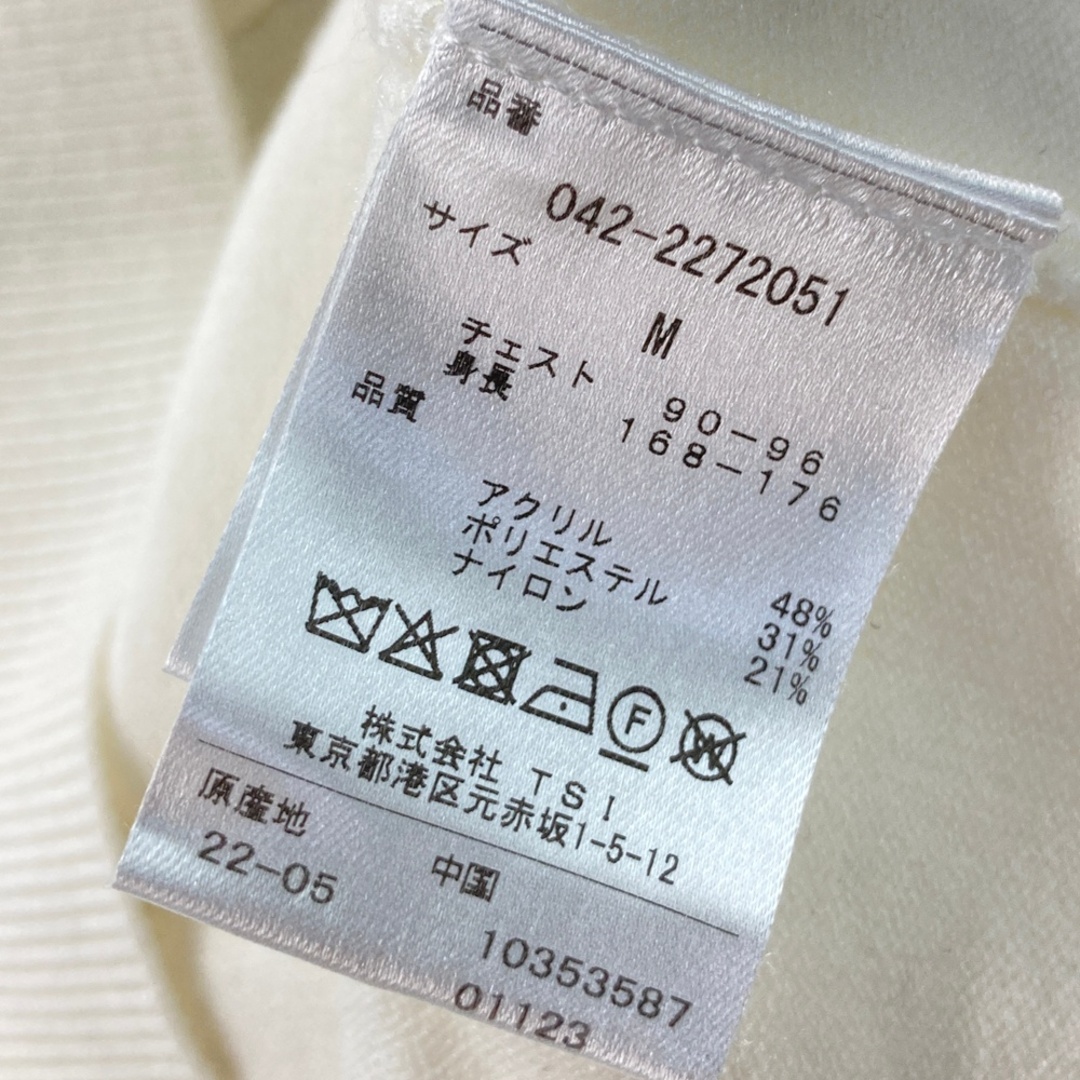 品番
042-2272051
サイズ
M
チェスト 90-96
身長 168-176
品質
アクリル 48%
ポリエステル 31%
ナイロン 21%
F W
株式会社 TSI
東京都港区元赤坂1-5-12
原産地 中国
22-05 10353587
01123